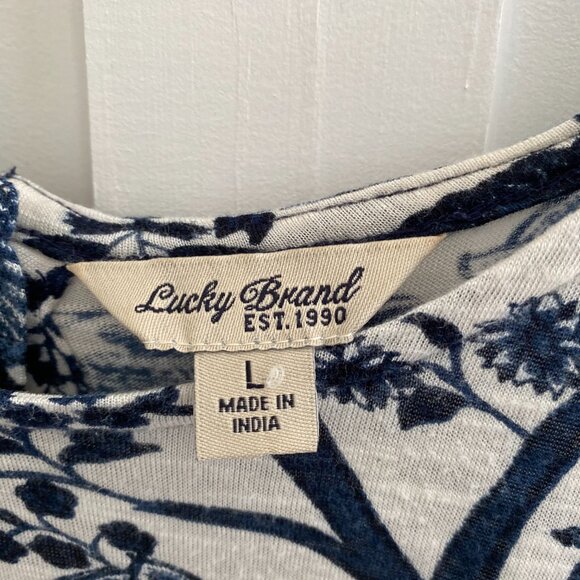 Lucky Brand
EST. 1990
L
MADE IN
INDIA